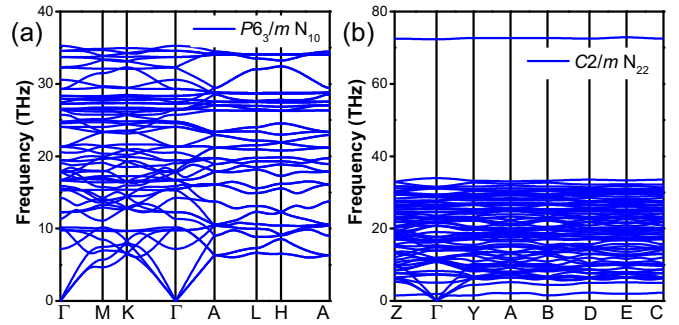 (a)
P6₃/m N₁₀
Frequency (THz)
40
30
20
10
0
Γ M K Γ A L H A
(b)
C2/m N₂₂
Frequency (THz)
80
60
40
20
0
Z Γ Y A B D E C